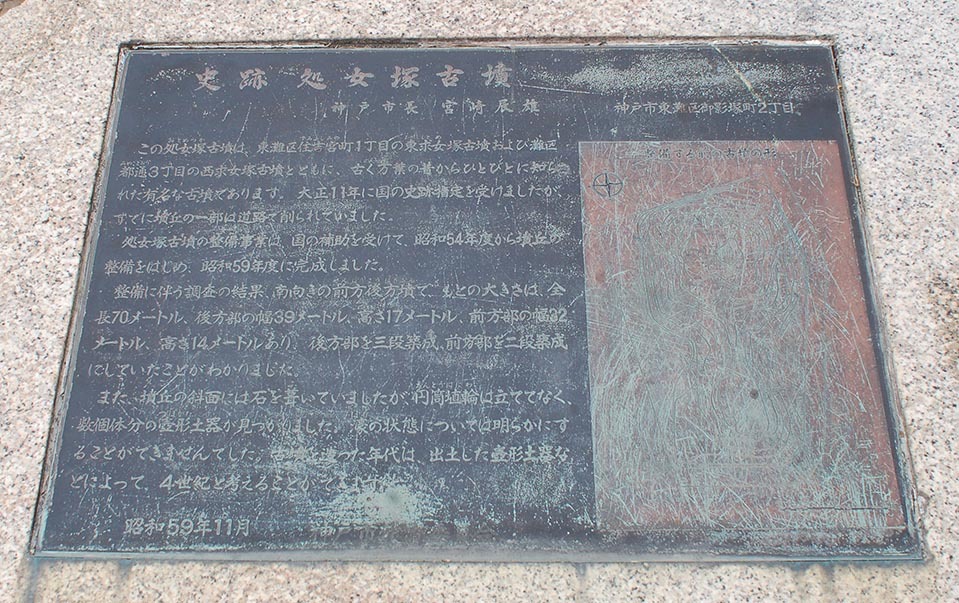 史跡 処女塚古墳
神戸市長 宮崎辰雄
神戸市東灘区御影塚町2丁目
この処女塚古墳は、東灘区住吉宮町1丁目の東求女塚古墳および灘区
都通3丁目の西求女塚古墳とともに、古く万葉の昔からひとびとに知ら
れた有名な古墳であります。大正11年に国の史跡指定を受けましたが、
すでに墳丘の一部は道路で削られていました。
処女塚古墳の整備事業は、国の補助を受けて、昭和54年度から墳丘の
整備をはじめ、昭和59年度に完成しました。
整備に伴う調査の結果、南向きの前方後方墳で、もとの大きさは、全
長70メートル、後方部の幅39メートル、高さ17メートル、前方部の幅32
メートル、高さ14メートルあり、後方部を三段築成、前方部を二段築成
にしていたことがわかりました。
また、墳丘の斜面には石を葺いていましたが、円筒埴輪は立ててなく、
数個体分の壺形土器が見つかりました。の状態については明らかにす
ることができませんでした。古墳を造った年代は、出土した壺形土器な
どによって、4世紀と考えることができます。
昭和59年11月